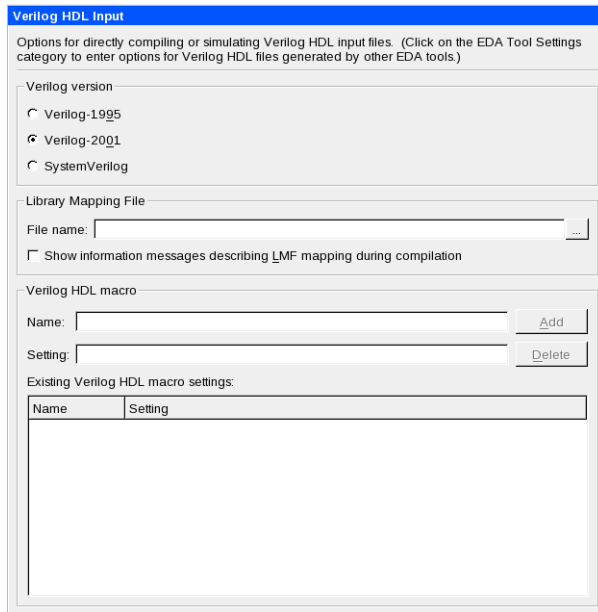 Verilog HDL Input
Options for directly compiling or simulating Verilog HDL input files.  (Click on the EDA Tool Settings
category to enter options for Verilog HDL files generated by other EDA tools.)
Verilog version
Verilog-1995
Verilog-2001
SystemVerilog
Library Mapping File
File name: ...
Show information messages describing LMF mapping during compilation
Verilog HDL macro
Name: Add
Setting: Delete
Existing Verilog HDL macro settings:
Name Setting